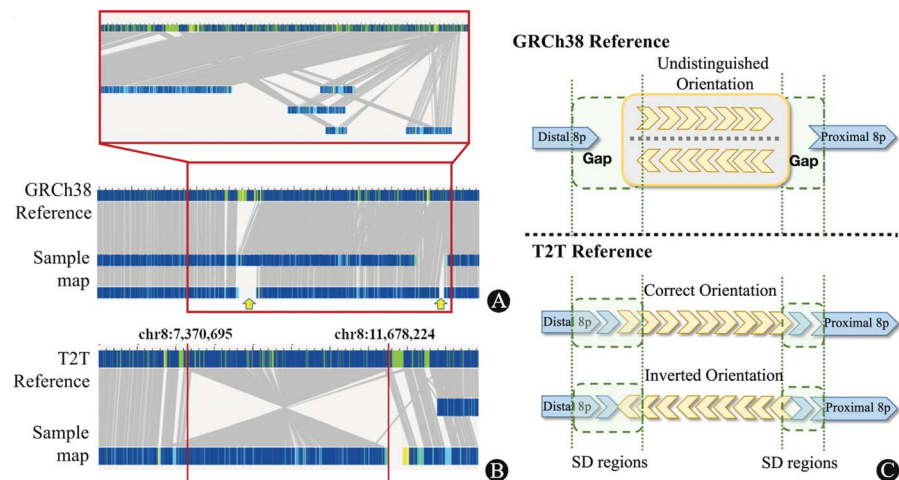 GRCh38
Reference
Sample
map
A
chr8:7,370,695
chr8:11,678,224
T2T
Reference
Sample
map
B
GRCh38 Reference
Undistinguished
Orientation
Distal 8p
Gap
Gap
Proximal 8p
T2T Reference
Correct Orientation
Distal 8p
Proximal 8p
Inverted Orientation
Distal 8p
Proximal 8p
SD regions
SD regions
C